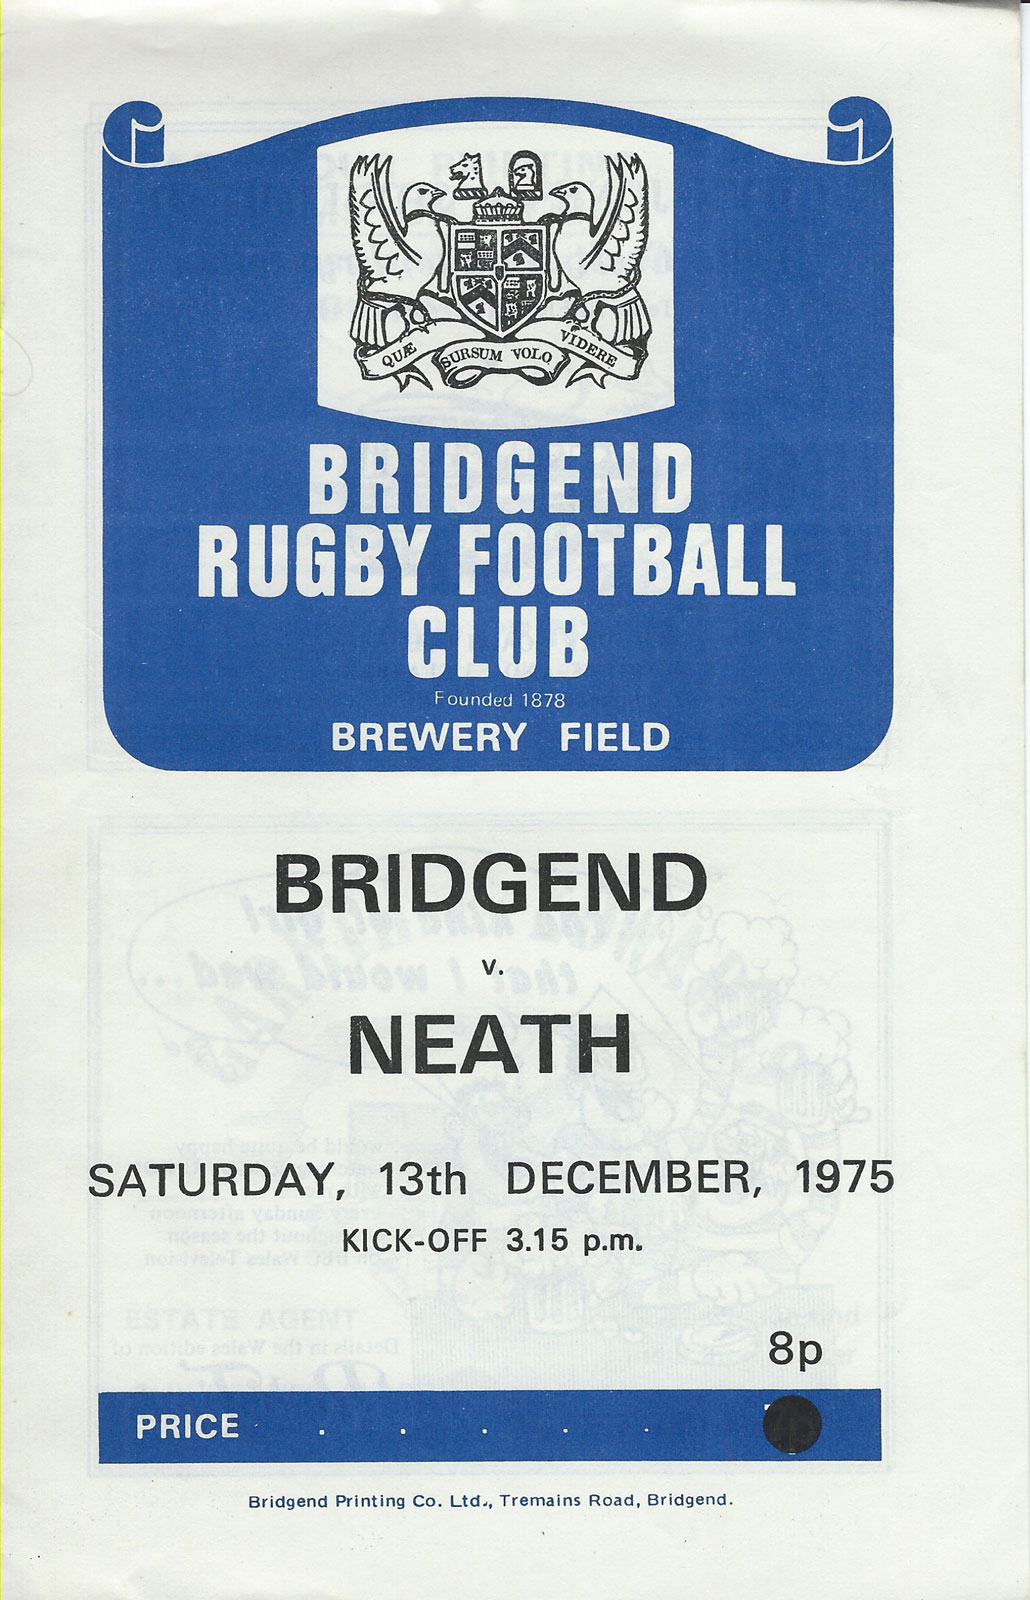 QUÆ SURSUM VOLO VIDERE
BRIDGEND
RUGBY FOOTBALL
CLUB
Founded 1878
BREWERY FIELD
BRIDGEND
v.
NEATH
SATURDAY, 13th DECEMBER, 1975
KICK-OFF 3.15 p.m.
8p
PRICE . . . . .
Bridgend Printing Co. Ltd., Tremains Road, Bridgend.